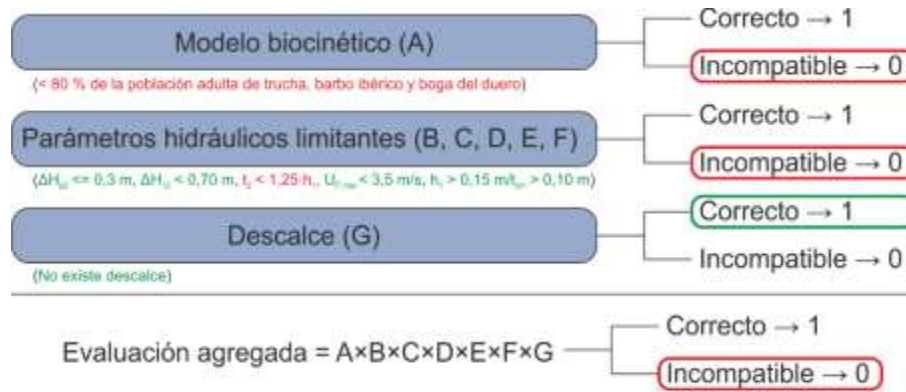 Correcto → 1
Modelo biocinético (A)
Incompatible → 0
(< 80 % de la población adulta de trucha, barbo ibérico y boga del duero)
Correcto → 1
Parámetros hidráulicos limitantes (B, C, D, E, F)
Incompatible → 0
<= 0,3 m, < 0,70 m, < 1,25 < 3,5 m/s, > 0,15 > 0,10 m)
Correcto → 1
Descalce (G)
Incompatible → 0
(No existe descalce)
Correcto → 1
Evaluación agregada = A×B×C×D×E×F×G
Incompatible → 0